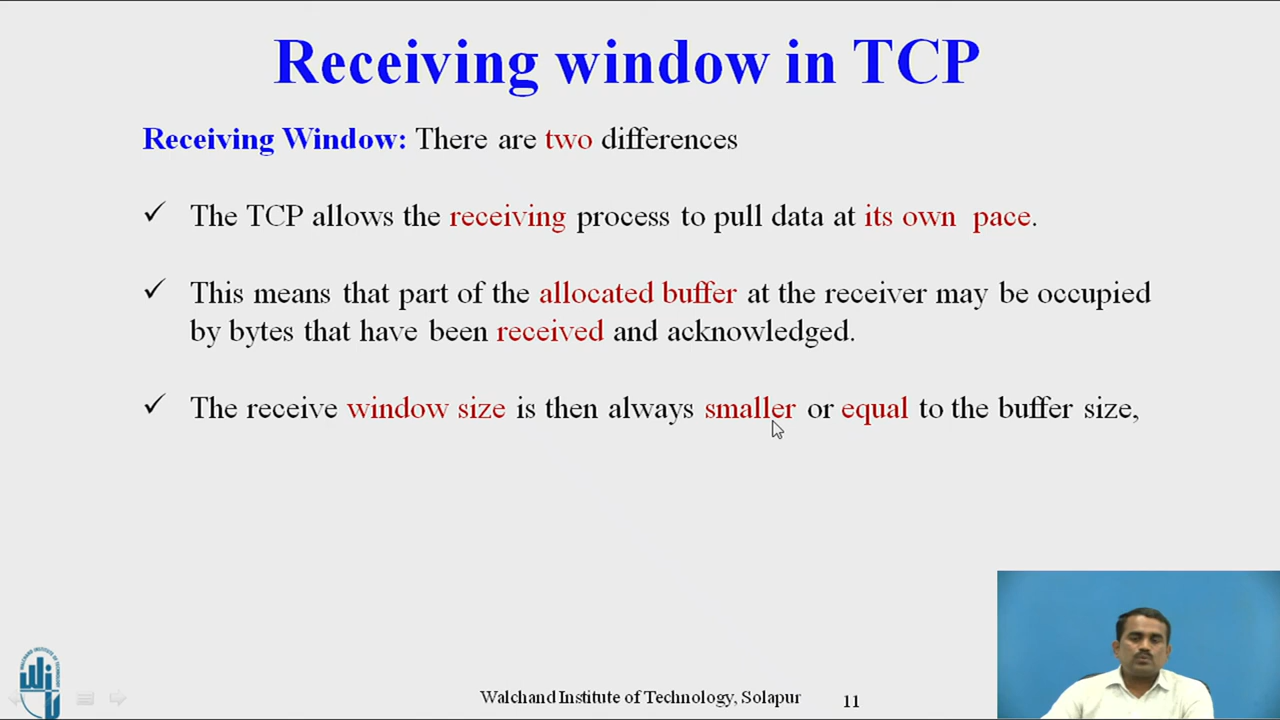 Receiving window in TCP
Receiving Window: There are two differences
✓ The TCP allows the receiving process to pull data at its own pace.
✓ This means that part of the allocated buffer at the receiver may be occupied
by bytes that have been received and acknowledged.
✓ The receive window size is then always smaller or equal to the buffer size,
Walchand Institute of Technology, Solapur 11